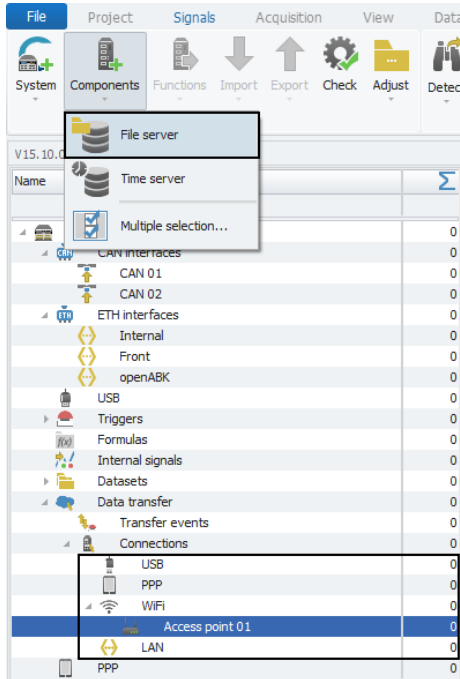 File Project Signals Acquisition View Data
System Components Functions Import Export Check Adjust Detec
File server
V15.10.0
Time server
Name Σ
Multiple selection...
0
CAN interfaces 0
CAN 01 0
CAN 02 0
ETH interfaces 0
Internal 0
Front 0
openABK 0
USB 0
Triggers 0
f(x) Formulas 0
Internal signals 0
Datasets 0
Data transfer 0
Transfer events 0
Connections 0
USB 0
PPP 0
WiFi 0
Access point 01 0
LAN 0
PPP 0